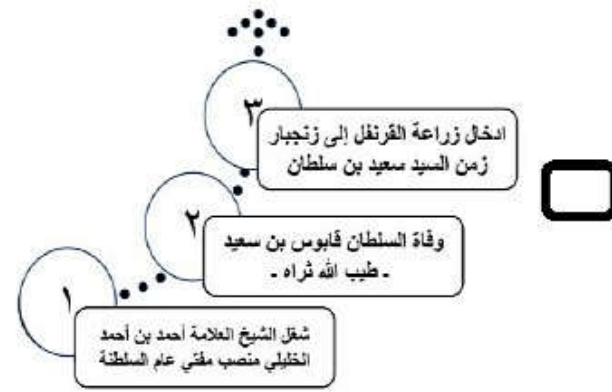 ٣
ادخال زراعة القرنفل إلى زنجبار
زمن السيد سعيد بن سلطان
٢
وفاة السلطان قابوس بن سعيد
- طيب الله ثراه -
١
شغل الشيخ العلامة أحمد بن أحمد
الخليلي منصب مفتي عام السلطنة